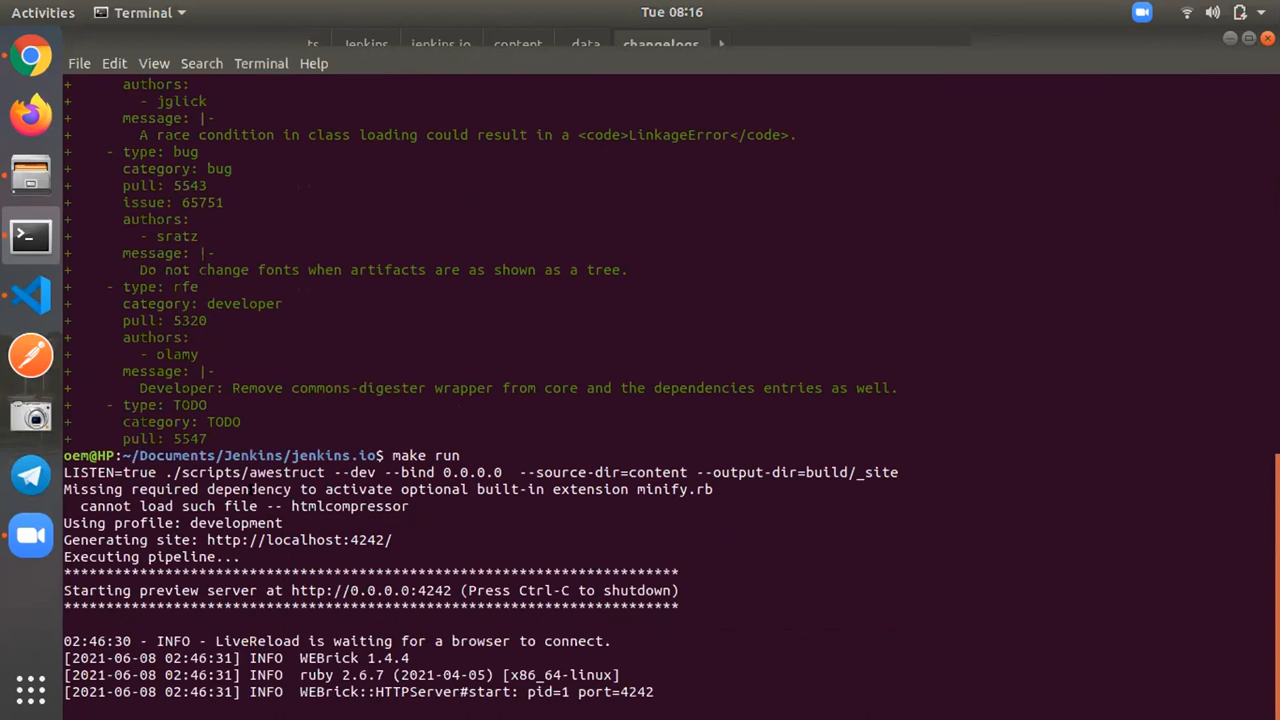 Activities Terminal Tue 08:16
ts Jenkins jenkins.io content data changelogs
File Edit View Search Terminal Help
+ authors:
+ - jglick
+ message: |-
+ A race condition in class loading could result in a <code>LinkageError</code>.
+ - type: bug
+ category: bug
+ pull: 5543
+ issue: 65751
+ authors:
+ - sratz
+ message: |-
+ Do not change fonts when artifacts are as shown as a tree.
+ - type: rfe
+ category: developer
+ pull: 5320
+ authors:
+ - olamy
+ message: |-
+ Developer: Remove commons-digester wrapper from core and the dependencies entries as well.
+ - type: TODO
+ category: TODO
+ pull: 5547
oem@HP:~/Documents/Jenkins/jenkins.io$ make run
LISTEN=true ./scripts/awestruct --dev --bind 0.0.0.0 --source-dir=content --output-dir=build/_site
Missing required dependency to activate optional built-in extension minify.rb
cannot load such file -- htmlcompressor
Using profile: development
Generating site: http://localhost:4242/
Executing pipeline...
*************************************************************************
Starting preview server at http://0.0.0.0:4242 (Press Ctrl-C to shutdown)
*************************************************************************
02:46:30 - INFO - LiveReload is waiting for a browser to connect.
[2021-06-08 02:46:31] INFO WEBrick 1.4.4
[2021-06-08 02:46:31] INFO ruby 2.6.7 (2021-04-05) [x86_64-linux]
[2021-06-08 02:46:31] INFO WEBrick::HTTPServer#start: pid=1 port=4242